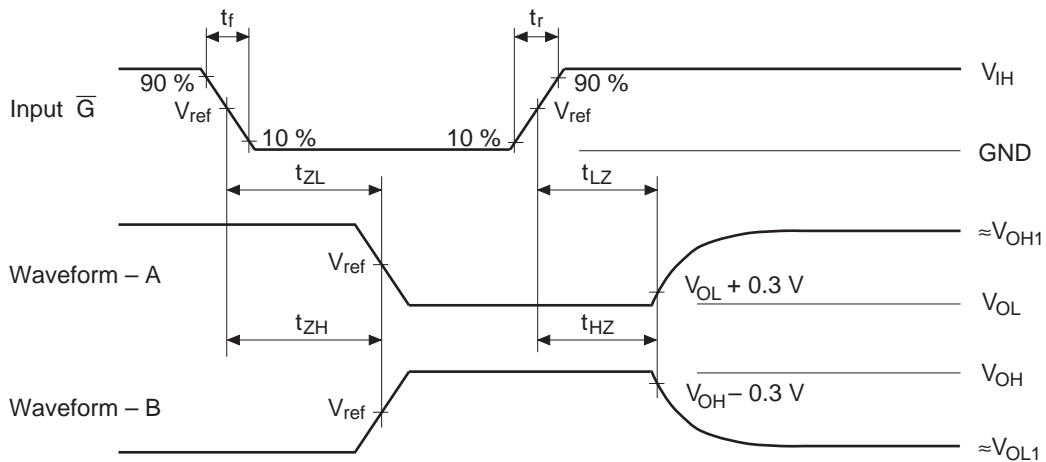 tf
tr
90 %
90 %
VIH
Input G
Vref
Vref
10 %
10 %
GND
tZL
tLZ
≈VOH1
Waveform – A
Vref
VOL + 0.3 V
VOL
tZH
tHZ
VOH
VOH – 0.3 V
Waveform – B
Vref
≈VOL1